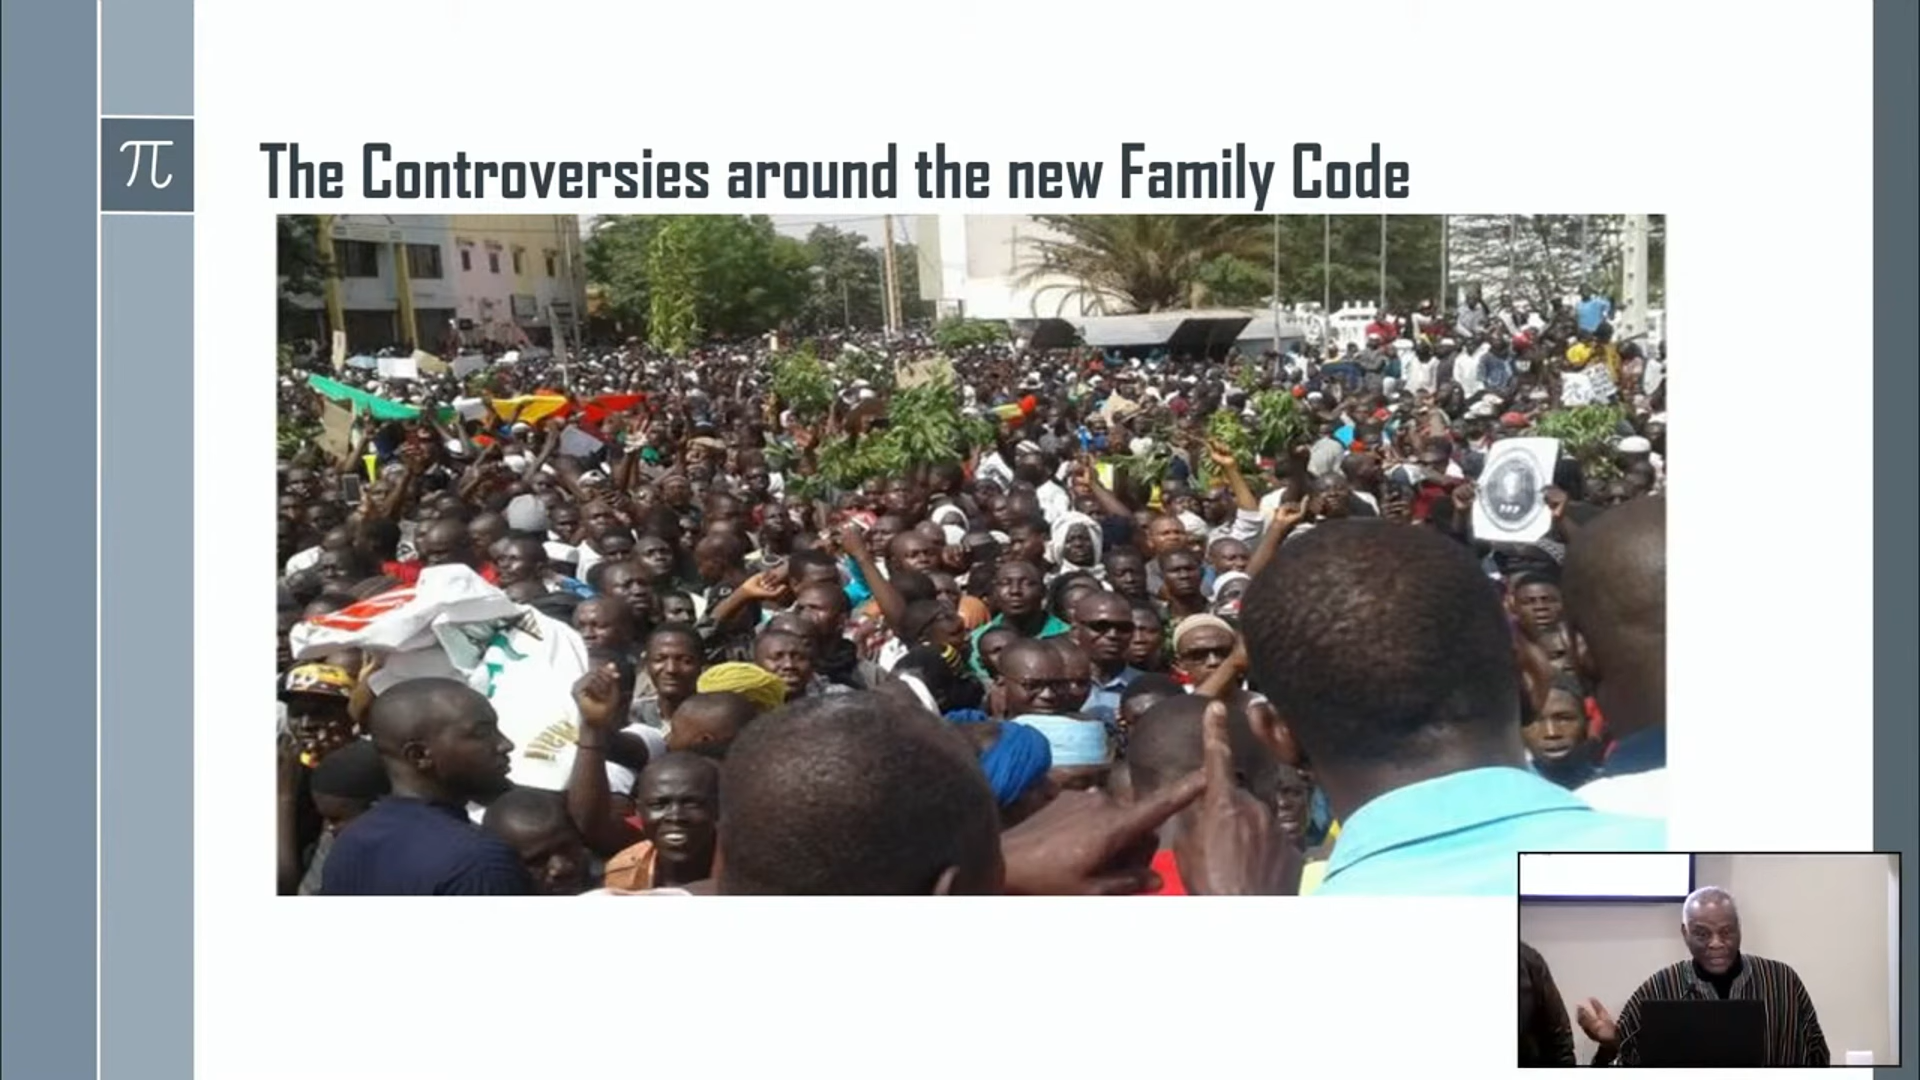 π
The Controversies around the new Family Code